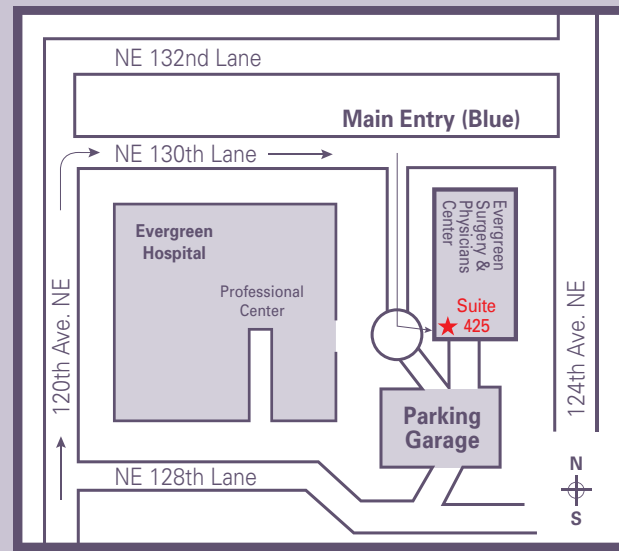 NE 132nd Lane
Main Entry (Blue)
NE 130th Lane
Evergreen
Surgery &
Physicians
Center
Evergreen
Hospital
Professional
Center
Suite
425
120th Ave. NE
124th Ave. NE
Parking
Garage
NE 128th Lane
N
S